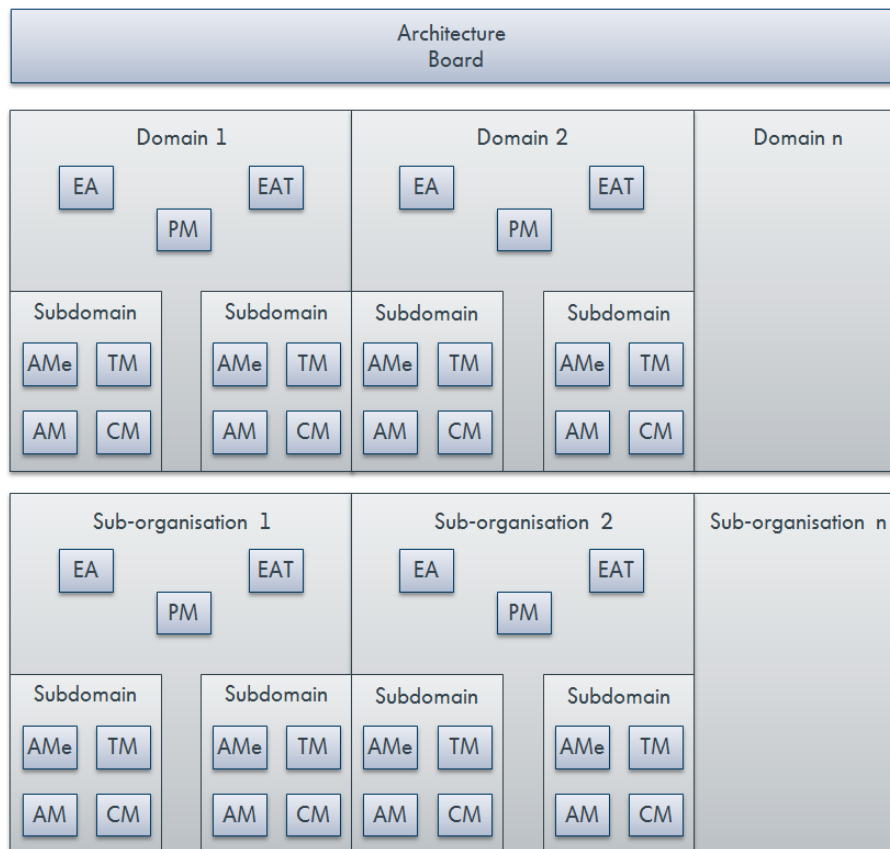 Architecture
Board
Domain 1
Domain 2
Domain n
EA
EAT
EA
EAT
PM
PM
Subdomain
Subdomain
Subdomain
Subdomain
AMe
TM
AMe
TM
AMe
TM
AMe
TM
AM
CM
AM
CM
AM
CM
AM
CM
Sub-organisation 1
Sub-organisation 2
Sub-organisation n
EA
EAT
EA
EAT
PM
PM
Subdomain
Subdomain
Subdomain
Subdomain
AMe
TM
AMe
TM
AMe
TM
AMe
TM
AM
CM
AM
CM
AM
CM
AM
CM